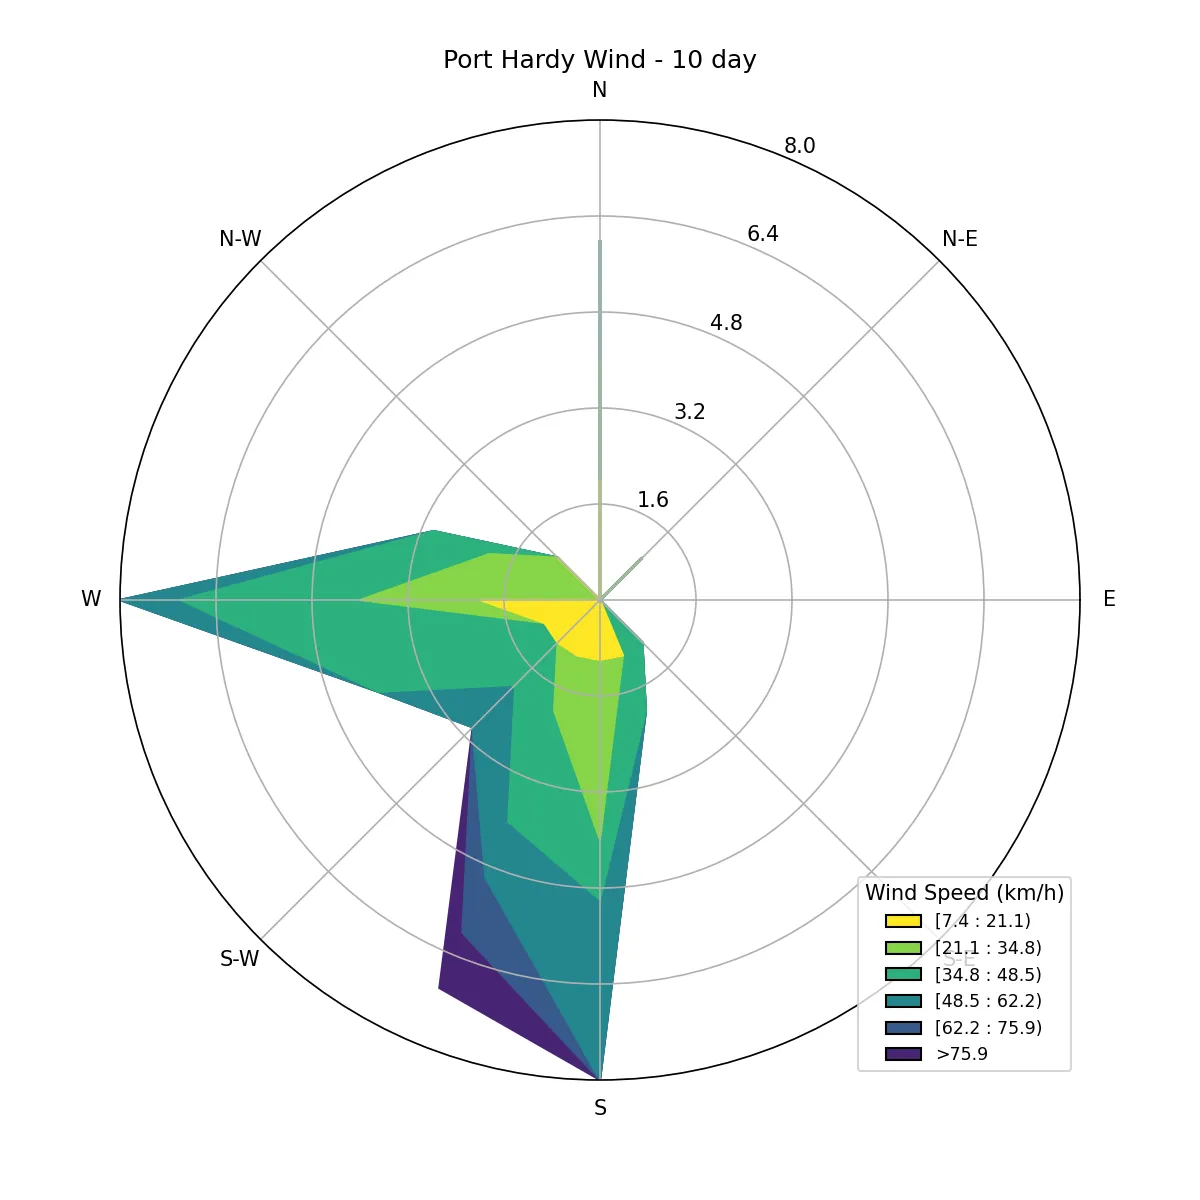 Port Hardy Wind - 10 day
N
8.0
N-W
6.4
N-E
4.8
3.2
1.6
W
E
Wind Speed (km/h)
[7.4 : 21.1)
[21.1 : 34.8)
[34.8 : 48.5)
[48.5 : 62.2)
[62.2 : 75.9)
>75.9
S-W
S-E
S